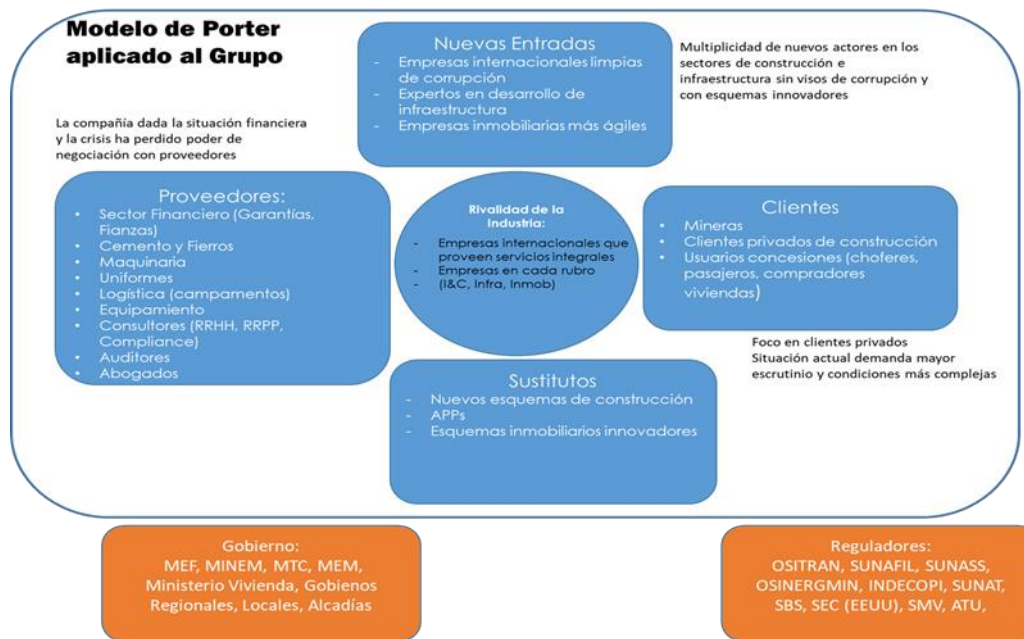 Modelo de Porter
aplicado al Grupo
Nuevas Entradas
- Empresas internacionales limpias
de corrupción
- Expertos en desarrollo de
infraestructura
- Empresas inmobiliarias más ágiles
Multiplicidad de nuevos actores en los
sectores de construcción e
infraestructura sin visos de corrupción y
con esquemas innovadores
La compañía dada la situación financiera
y la crisis ha perdido poder de
negociación con proveedores
Proveedores:
• Sector Financiero (Garantías,
Fianzas)
• Cemento y Fierros
• Maquinaria
• Uniformes
• Logística (campamentos)
• Equipamiento
• Consultores (RRHH, RRPP,
Compliance)
• Auditores
• Abogados
Rivalidad de la
Industria:
- Empresas internacionales que
proveen servicios integrales
- Empresas en cada rubro
- (I&C, Infra, Inmob)
Clientes
• Mineras
• Clientes privados de construcción
• Usuarios concesiones (choferes,
pasajeros, compradores
viviendas)
Foco en clientes privados
Situación actual demanda mayor
escrutinio y condiciones más complejas
Sustitutos
- Nuevos esquemas de construcción
- APPs
- Esquemas inmobiliarios innovadores
Gobierno:
MEF, MINEM, MTC, MEM,
Ministerio Vivienda, Gobienos
Regionales, Locales, Alcadías
Reguladores:
OSITRAN, SUNAFIL, SUNASS,
OSINERGMIN, INDECOPI, SUNAT,
SBS, SEC (EEUU), SMV, ATU,